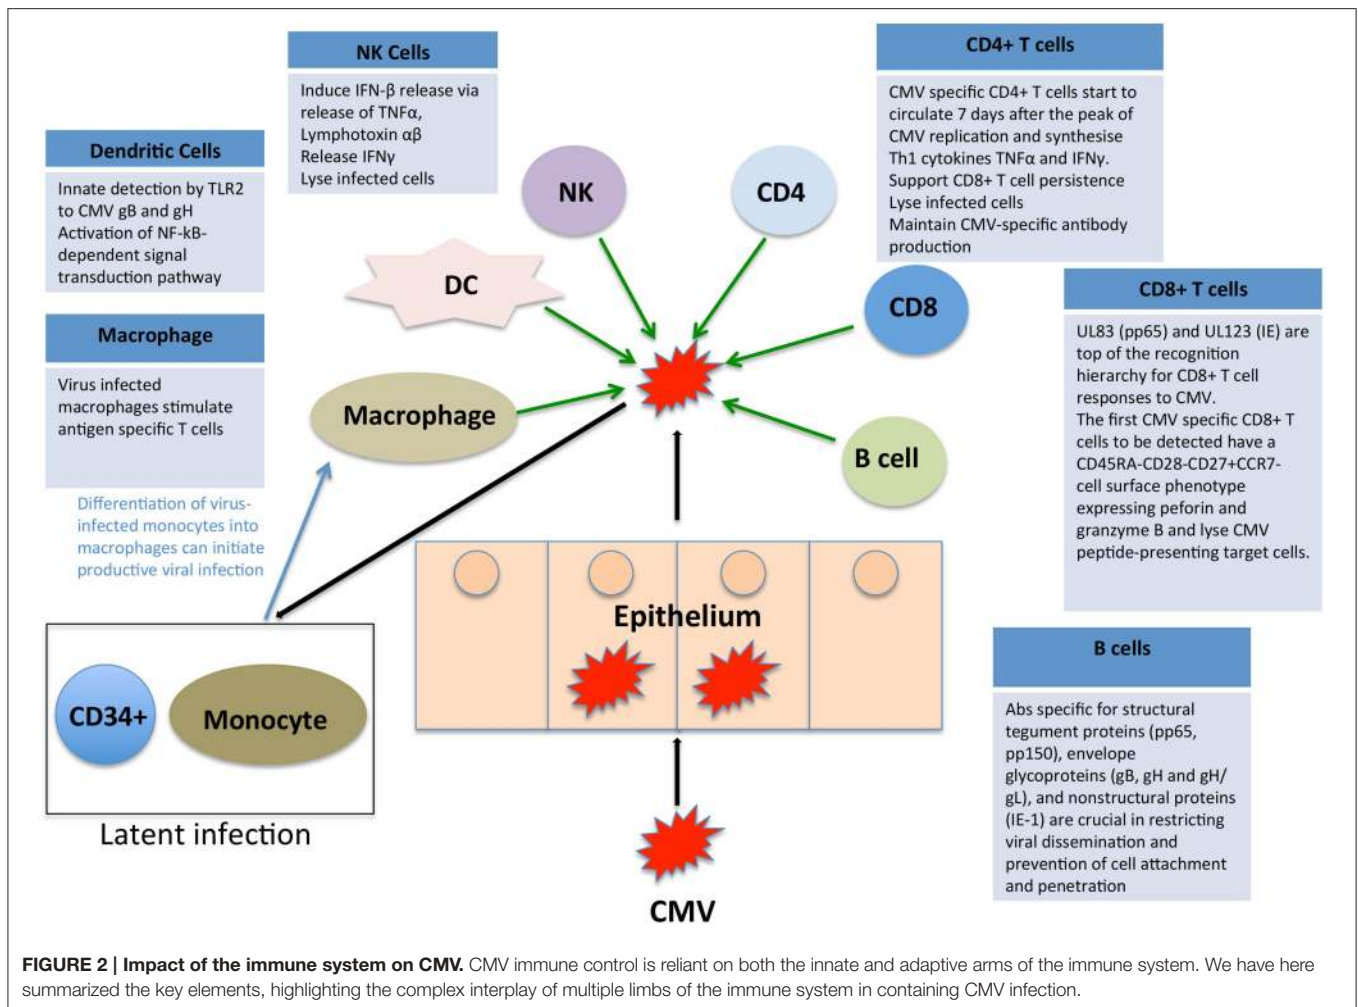 NK Cells
Induce IFN-β release via
release of TNFα,
Lymphotoxin αβ
Release IFNγ
Lyse infected cells
CD4+ T cells
CMV specific CD4+ T cells start to
circulate 7 days after the peak of
CMV replication and synthesise
Th1 cytokines TNFα and IFNγ.
Support CD8+ T cell persistence
Lyse infected cells
Maintain CMV-specific antibody
production
Dendritic Cells
Innate detection by TLR2
to CMV gB and gH
Activation of NF-kB-
dependent signal
transduction pathway
NK
CD4
DC
CD8
CD8+ T cells
UL83 (pp65) and UL123 (IE) are
top of the recognition
hierarchy for CD8+ T cell
responses to CMV.
The first CMV specific CD8+ T
cells to be detected have a
CD45RA-CD28-CD27+CCR7-
cell surface phenotype
expressing peforin and
granzyme B and lyse CMV
peptide-presenting target cells.
Macrophage
Virus infected
macrophages stimulate
antigen specific T cells
Macrophage
B cell
Differentiation of virus-
infected monocytes into
macrophages can initiate
productive viral infection
Epithelium
CD34+
Monocyte
Latent infection
B cells
Abs specific for structural
tegument proteins (pp65,
pp150), envelope
glycoproteins (gB, gH and gH/
gL), and nonstructural proteins
(IE-1) are crucial in restricting
viral dissemination and
prevention of cell attachment
and penetration
CMV
FIGURE 2 | Impact of the immune system on CMV. CMV immune control is reliant on both the innate and adaptive arms of the immune system. We have here
summarized the key elements, highlighting the complex interplay of multiple limbs of the immune system in containing CMV infection.